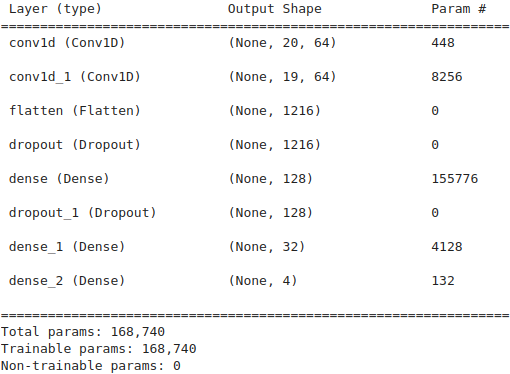 Layer (type) Output Shape Param #
=================================================================
conv1d (Conv1D) (None, 20, 64) 448
conv1d_1 (Conv1D) (None, 19, 64) 8256
flatten (Flatten) (None, 1216) 0
dropout (Dropout) (None, 1216) 0
dense (Dense) (None, 128) 155776
dropout_1 (Dropout) (None, 128) 0
dense_1 (Dense) (None, 32) 4128
dense_2 (Dense) (None, 4) 132
=================================================================
Total params: 168,740
Trainable params: 168,740
Non-trainable params: 0